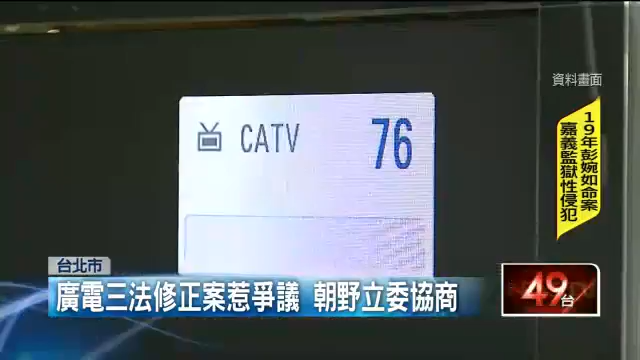 資料畫面
CATV 76
19年彭婉如命案
嘉義監獄性侵犯
台北市
廣電三法修正案惹爭議 朝野立委協商
49台